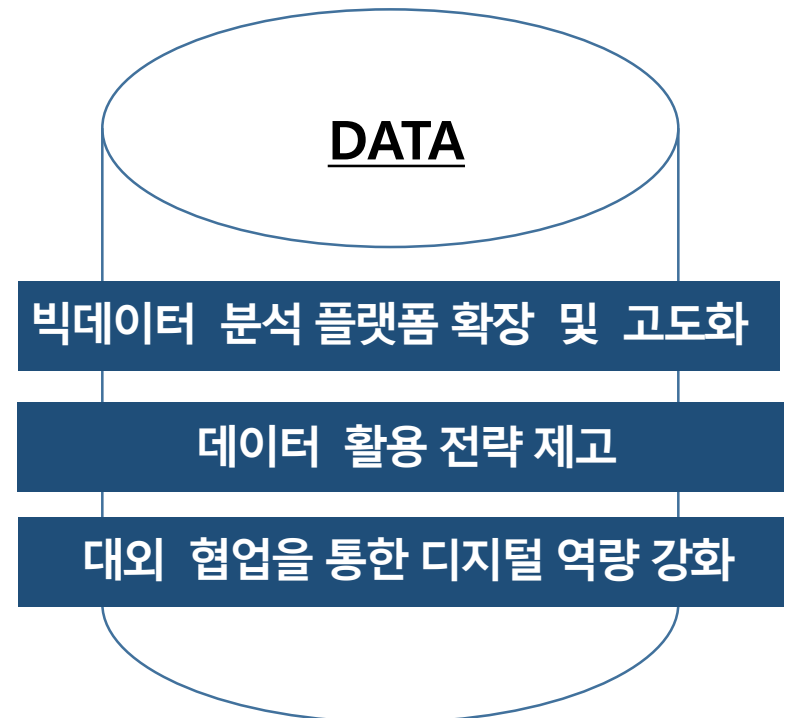 DATA
빅데이터 분석 플랫폼 확장 및 고도화
데이터 활용 전략 제고
대외 협업을 통한 디지털 역량 강화